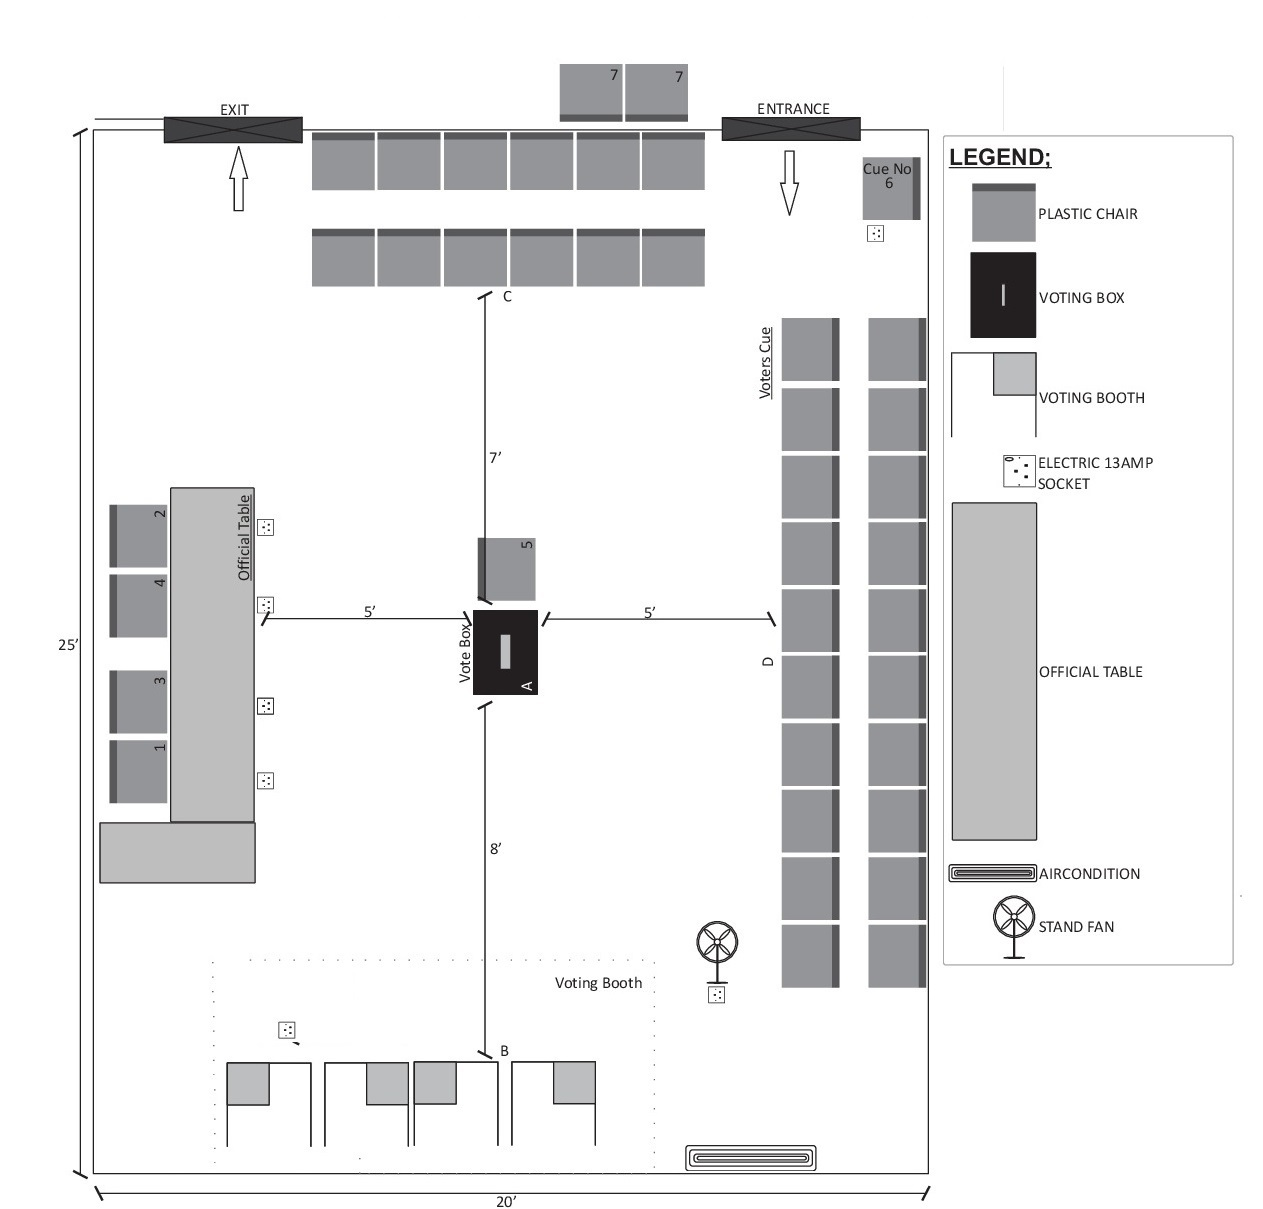 7
7
EXIT
ENTRANCE
LEGEND;
Cue No
6
PLASTIC CHAIR
C
VOTING BOX
Voters Cue
VOTING BOOTH
7’
ELECTRIC 13AMP
SOCKET
Official Table
2
5
4
5’
5’
25’
Vote Box
A
D
OFFICIAL TABLE
3
1
8’
AIRCONDITION
STAND FAN
Voting Booth
B
20’